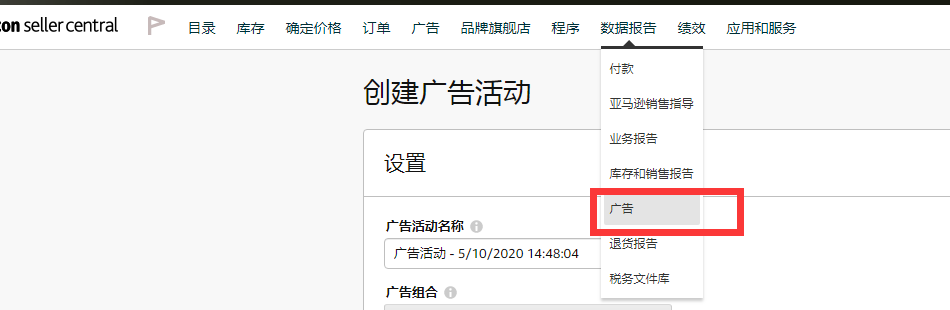 on seller central 目录 库存 确定价格 订单 广告 品牌旗舰店 程序 数据报告 绩效 应用和服务
付款
亚马逊销售指导
业务报告
库存和销售报告
广告
退货报告
税务文件库
创建广告活动
设置
广告活动名称
广告活动 - 5/10/2020 14:48:04
广告组合